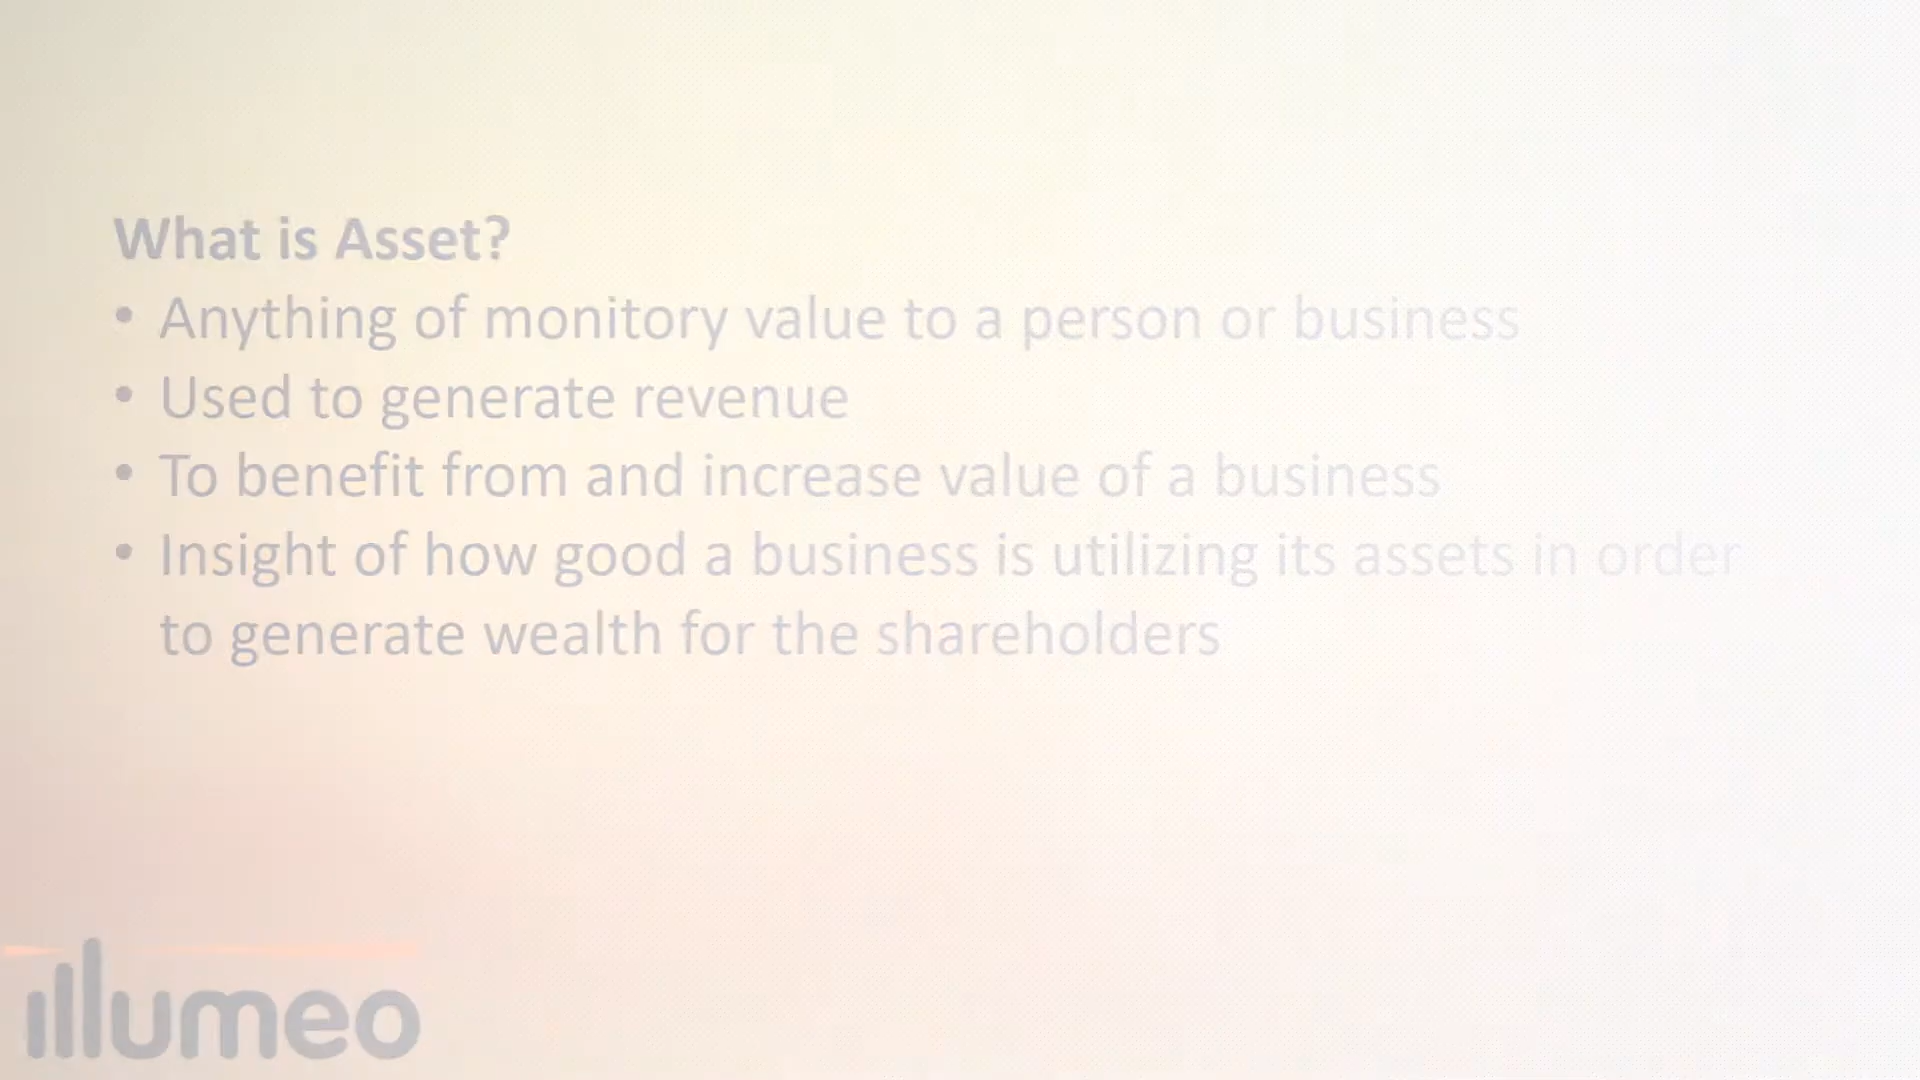 What is Asset?
• Anything of monitory value to a person or business
• Used to generate revenue
• To benefit from and increase value of a business
• Insight of how good a business is utilizing its assets in order
to generate wealth for the shareholders
illumeo